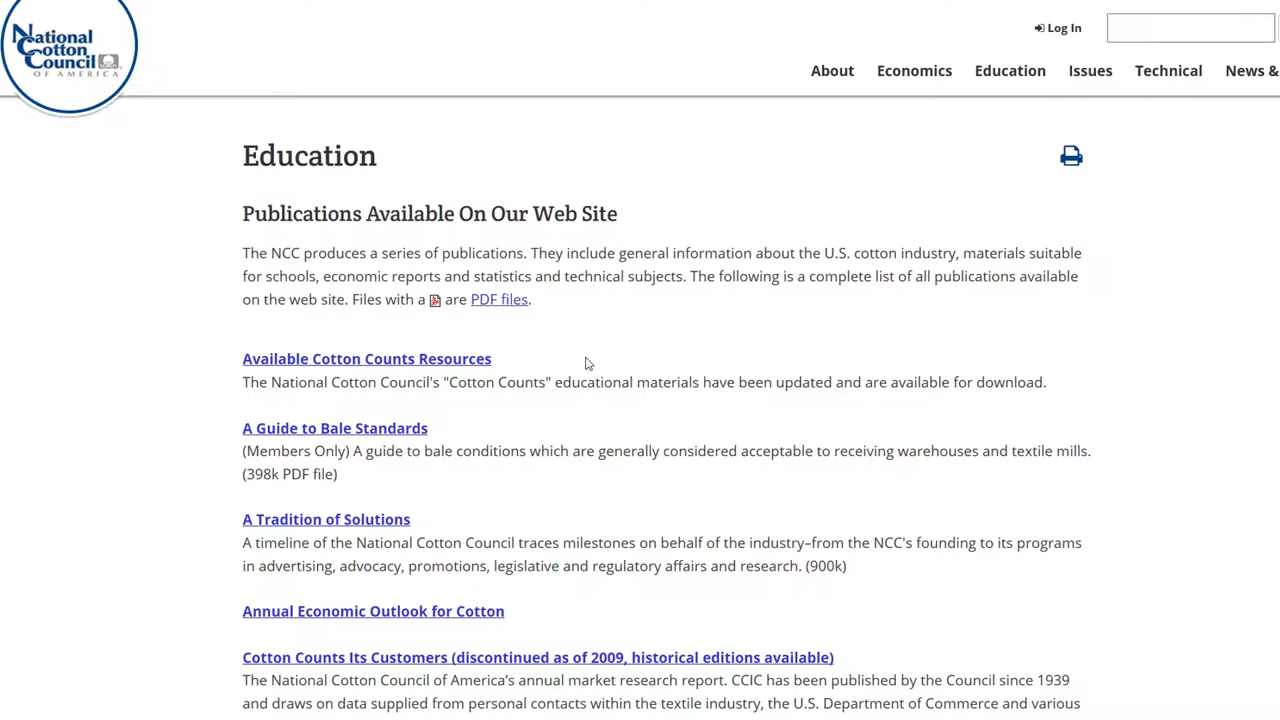 National
Cotton
Council
OF AMERICA
Log In
About Economics Education Issues Technical News &
Education
Publications Available On Our Web Site
The NCC produces a series of publications. They include general information about the U.S. cotton industry, materials suitable
for schools, economic reports and statistics and technical subjects. The following is a complete list of all publications available
on the web site. Files with a are PDF files.
Available Cotton Counts Resources
The National Cotton Council's "Cotton Counts" educational materials have been updated and are available for download.
A Guide to Bale Standards
(Members Only) A guide to bale conditions which are generally considered acceptable to receiving warehouses and textile mills.
(398k PDF file)
A Tradition of Solutions
A timeline of the National Cotton Council traces milestones on behalf of the industry–from the NCC's founding to its programs
in advertising, advocacy, promotions, legislative and regulatory affairs and research. (900k)
Annual Economic Outlook for Cotton
Cotton Counts Its Customers (discontinued as of 2009, historical editions available)
The National Cotton Council of America’s annual market research report. CCIC has been published by the Council since 1939
and draws on data supplied from personal contacts within the textile industry, the U.S. Department of Commerce and various